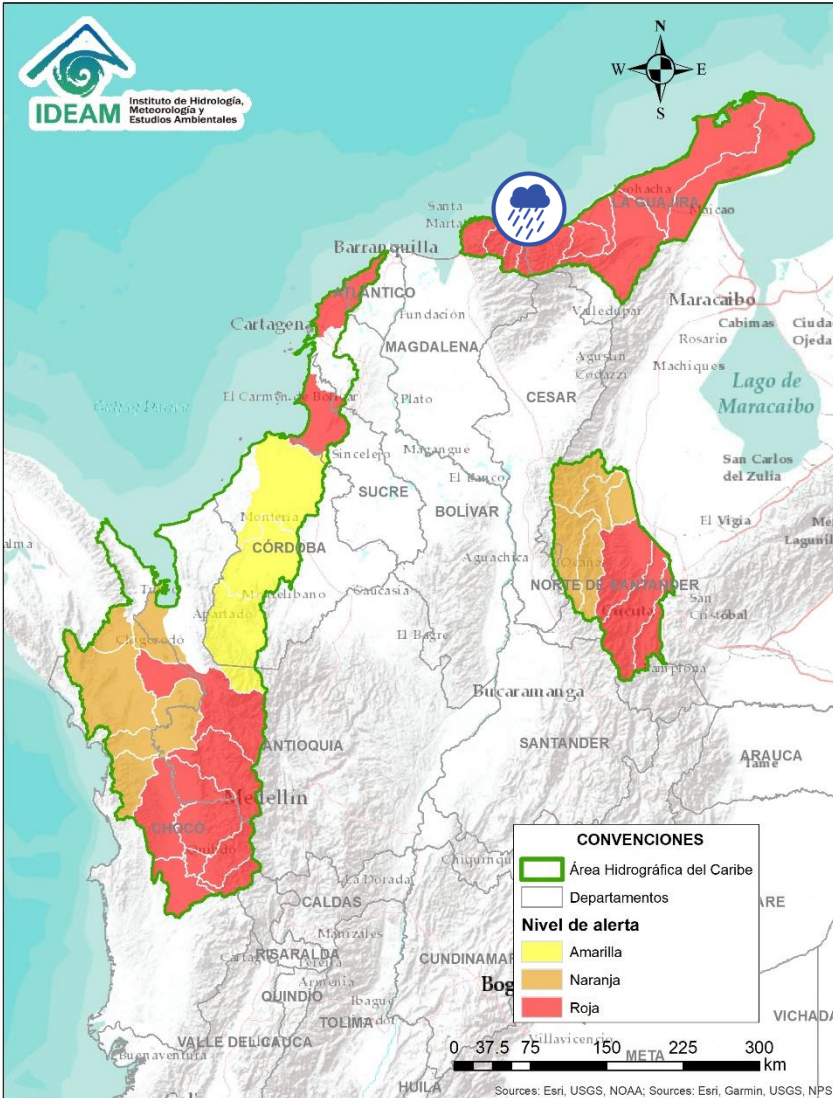 IDEAM
Instituto de Hidrología,
Meteorología y
Estudios Ambientales
N
W
E
S
Riohacha
LA GUAJIRA
Maicao
Santa
Marta
Barranquilla
ATLÁNTICO
Cartagena
Fundación
Valledupar
Maracaibo
Cabimas
Ciudad
Ojeda
Rosario
Machiques
MAGDALENA
Agustín
Codazzi
CESAR
Lago de
Maracaibo
El Carmen de Bolívar
Plato
Sincelejo
Magangué
El Banco
San Carlos
del Zulia
SUCRE
BOLÍVAR
El Vigía
Montería
CÓRDOBA
Aguachica
Ocaña
NORTE DE SANTANDER
Cúcuta
San
Cristóbal
Montelibano
Caucasia
Apartadó
Chigorodó
El Bagre
Pamplona
Bucaramanga
ANTIOQUIA
SANTANDER
ARAUCA
Tame
Medellín
CHOCÓ
Quibdó
La Dorada
CALDAS
Manizales
RISARALDA
Pereira
Armenia
QUINDÍO
Ibagué
TOLIMA
CUNDINAMAR
Bog
VALLE DEL CAUCA
Buenaventura
Villavicencio
META
HUILA
VICHADA
CONVENCIONES
Área Hidrográfica del Caribe
Departamentos
Nivel de alerta
Amarilla
Naranja
Roja
0 37.5 75 150 225 300
km
Sources: Esri, USGS, NOAA; Sources: Esri, Garmin, USGS, NPS